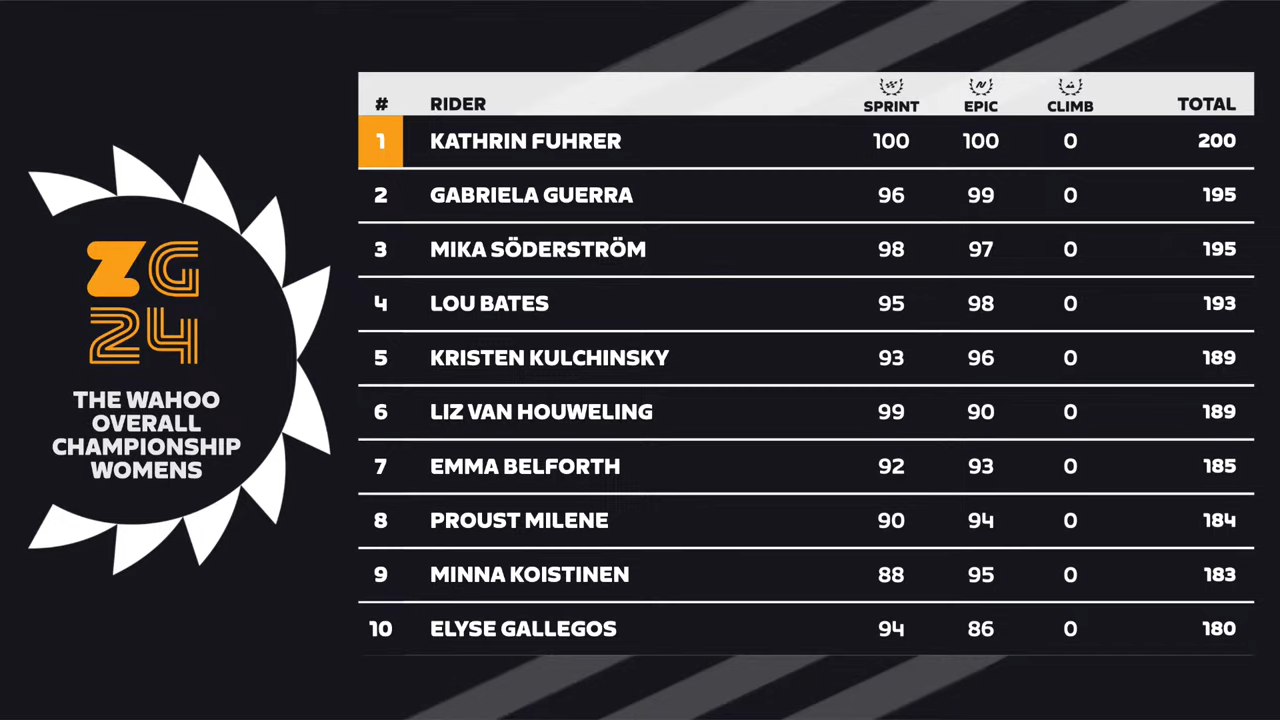 ZG
24
THE WAHOO
OVERALL
CHAMPIONSHIP
WOMENS
# RIDER SPRINT EPIC CLIMB TOTAL
1 KATHRIN FUHRER 100 100 0 200
2 GABRIELA GUERRA 96 99 0 195
3 MIKA SÖDERSTRÖM 98 97 0 195
4 LOU BATES 95 98 0 193
5 KRISTEN KULCHINSKY 93 96 0 189
6 LIZ VAN HOUWELING 99 90 0 189
7 EMMA BELFORTH 92 93 0 185
8 PROUST MILENE 90 94 0 184
9 MINNA KOISTINEN 88 95 0 183
10 ELYSE GALLEGOS 94 86 0 180